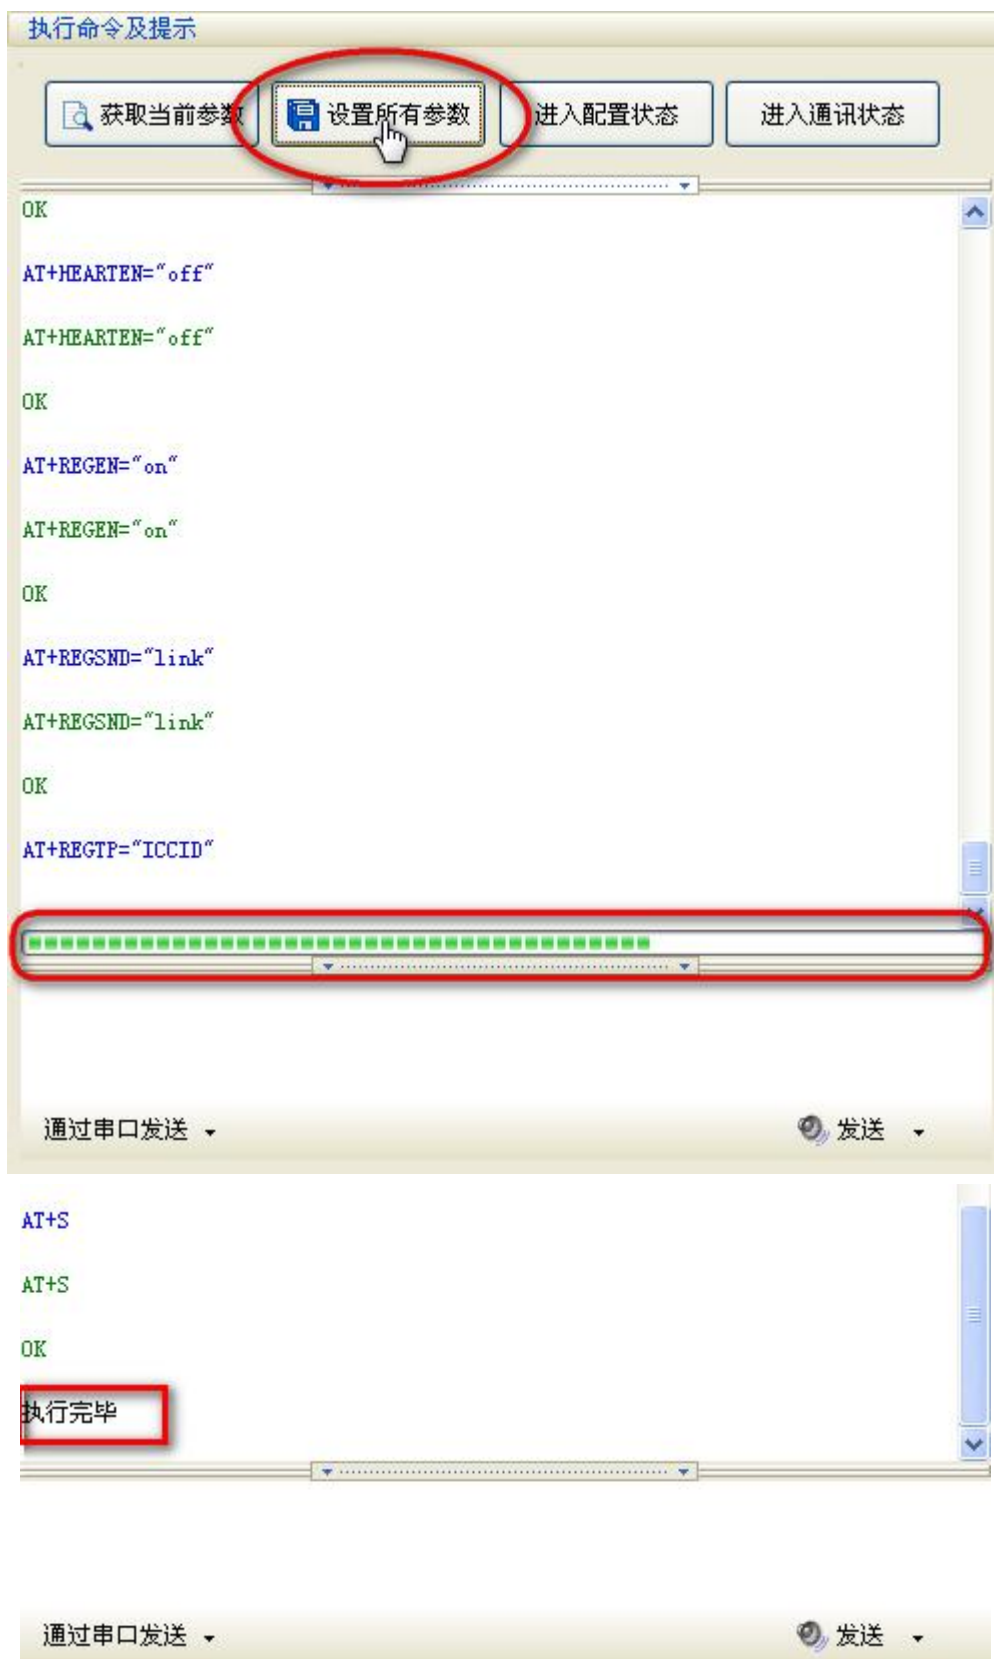 执行命令及提示
获取当前参数 设置所有参数 进入配置状态 进入通讯状态
OK
AT+HEARTEN="off"
AT+HEARTEN="off"
OK
AT+REGEN="on"
AT+REGEN="on"
OK
AT+REGSND="link"
AT+REGSND="link"
OK
AT+REGTP="ICCID"
通过串口发送 发送
AT+S
AT+S
OK
执行完毕
通过串口发送 发送